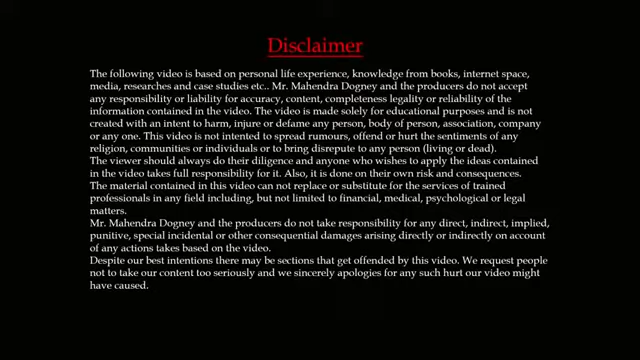 Disclaimer
The following video is based on personal life experience, knowledge from books, internet space,
media, researches and case studies etc.. Mr. Mahendra Dogney and the producers do not accept
any responsibility or liability for accuracy, content, completeness legality or reliability of the
information contained in the video. The video is made solely for educational purposes and is not
created with an intent to harm, injure or defame any person, body of person, association, company
or any one. This video is not intented to spread rumours, offend or hurt the sentiments of any
religion, communities or individuals or to bring disrepute to any person (living or dead).
The viewer should always do their diligence and anyone who wishes to apply the ideas contained
in the video takes full responsibility for it. Also, it is done on their own risk and consequences.
The material contained in this video can not replace or substitute for the services of trained
professionals in any field including, but not limited to financial, medical, psychological or legal
matters.
Mr. Mahendra Dogney and the producers do not take responsibility for any direct, indirect, implied,
punitive, special incidental or other consequential damages arising directly or indirectly on account
of any actions takes based on the video.
Despite our best intentions there may be sections that get offended by this video. We request people
not to take our content too seriously and we sincerely apologies for any such hurt our video might
have caused.